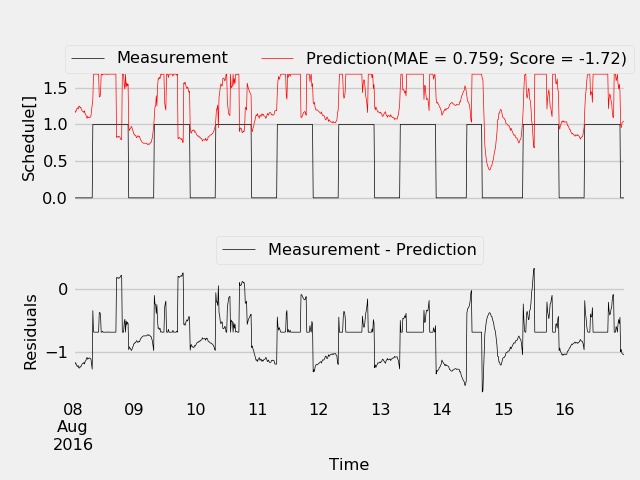 Measurement
Prediction(MAE = 0.759; Score = -1.72)
Schedule[]
1.5
1.0
0.5
0.0
Measurement - Prediction
Residuals
0
−1
08 09 10 11 12 13 14 15 16
Aug
2016
Time